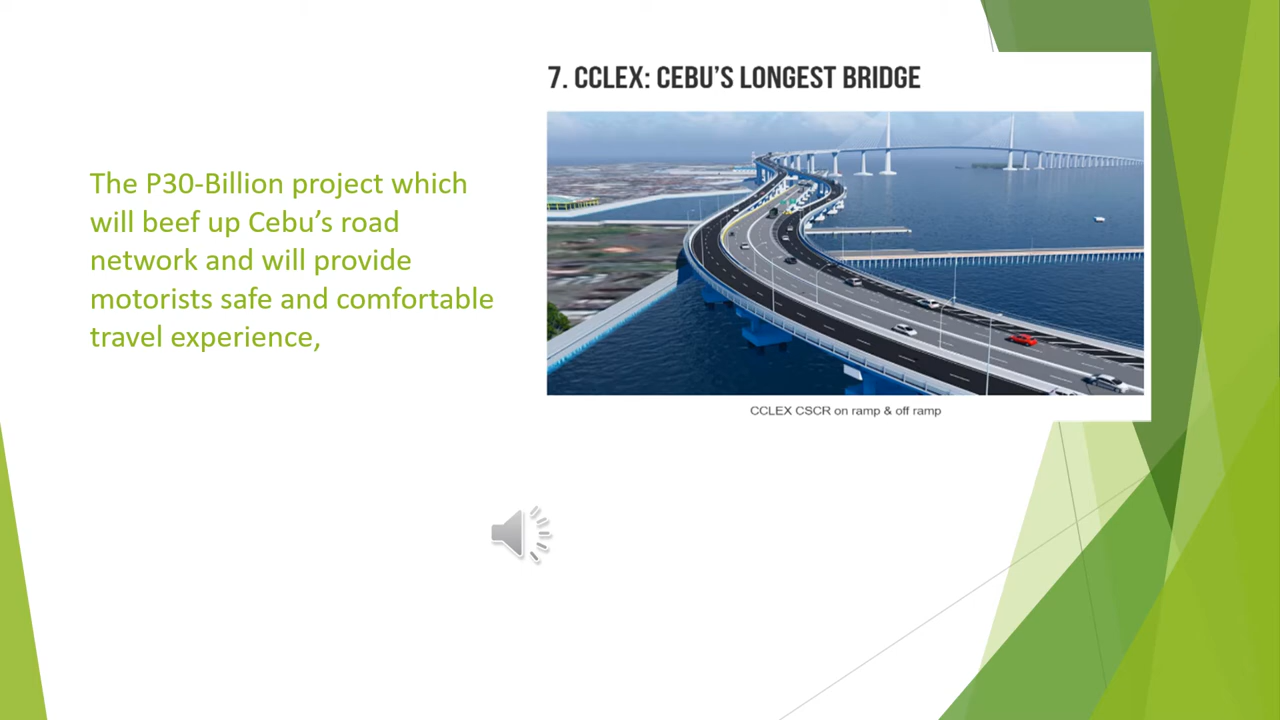 7. CCLEX: CEBU'S LONGEST BRIDGE
The P30-Billion project which
will beef up Cebu’s road
network and will provide
motorists safe and comfortable
travel experience,
CCLEX CSCR on ramp & off ramp